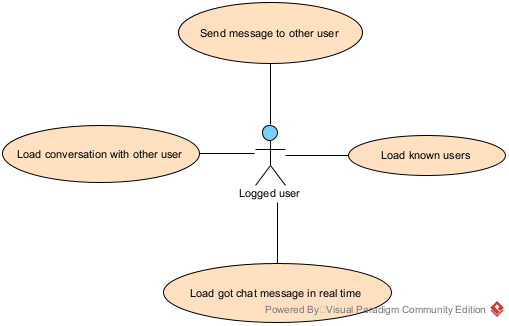 Send message to other user
Load conversation with other user
Load known users
Logged user
Load got chat message in real time
Powered By Visual Paradigm Community Edition